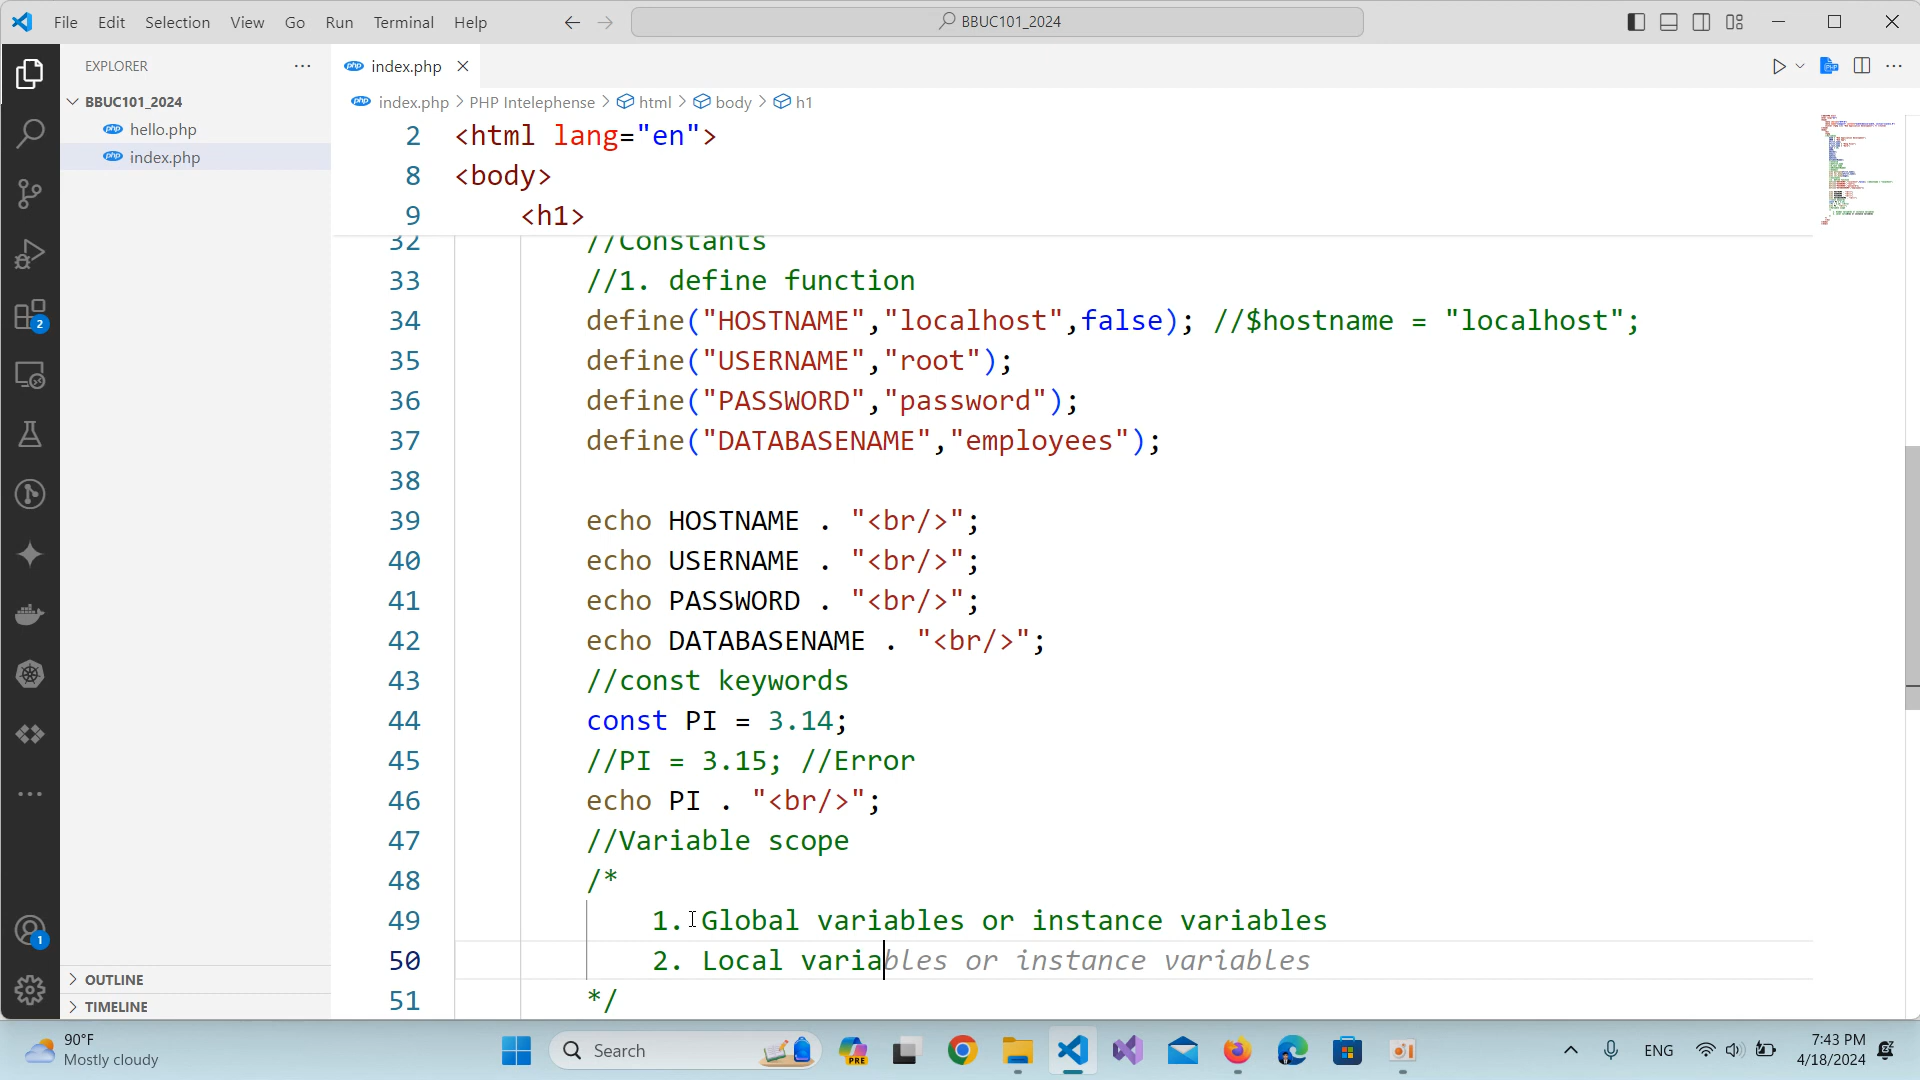 File Edit Selection View Go Run Terminal Help
BBUC101_2024
EXPLORER
index.php
BBUC101_2024
hello.php
index.php
index.php > PHP Intelephense > html > body > h1
2 <html lang="en">
8 <body>
9 <h1>
32 //Constants
33 //1. define function
34 define("HOSTNAME","localhost",false); //$hostname = "localhost";
35 define("USERNAME","root");
36 define("PASSWORD","password");
37 define("DATABASENAME","employees");
38
39 echo HOSTNAME . "<br/>";
40 echo USERNAME . "<br/>";
41 echo PASSWORD . "<br/>";
42 echo DATABASENAME . "<br/>";
43 //const keywords
44 const PI = 3.14;
45 //PI = 3.15; //Error
46 echo PI . "<br/>";
47 //Variable scope
48 /*
49 1. Global variables or instance variables
50 2. Local variables or instance variables
51 */
2
1
OUTLINE
TIMELINE
90°F
Mostly cloudy
Search
PRE
ENG
7:43 PM
4/18/2024